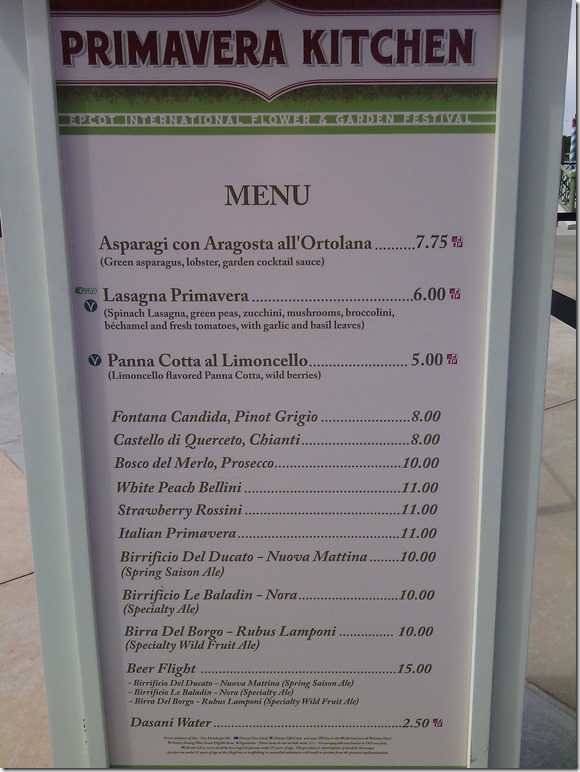 PRIMAVERA KITCHEN
EPCOT INTERNATIONAL FLOWER & GARDEN FESTIVAL
MENU
Asparagi con Aragosta all'Ortolana ..........7.75
(Green asparagus, lobster, garden cocktail sauce)
Lasagna Primavera ...............................6.00
(Spinach Lasagna, green peas, zucchini, mushrooms, broccolini,
béchamel and fresh tomatoes, with garlic and basil leaves)
V
Panna Cotta al Limoncello................... 5.00
(Limoncello flavored Panna Cotta, wild berries)
V
Fontana Candida, Pinot Grigio ..................8.00
Castello di Querceto, Chianti.....................8.00
Bosco del Merlo, Prosecco........................10.00
White Peach Bellini ..............................11.00
Strawberry Rossini ...............................11.00
Italian Primavera.................................11.00
Birrificio Del Ducato - Nuova Mattina .......10.00
(Spring Saison Ale)
Birrificio Le Baladin - Nora....................10.00
(Specialty Ale)
Birra Del Borgo - Rubus Lamponi ............ 10.00
(Specialty Wild Fruit Ale)
Beer Flight .......................................15.00
- Birrificio Del Ducato - Nuova Mattina (Spring Saison Ale)
- Birrificio Le Baladin - Nora (Specialty Ale)
- Birra Del Borgo - Rubus Lamponi (Specialty Wild Fruit Ale)
Dasani Water ....................................2.50